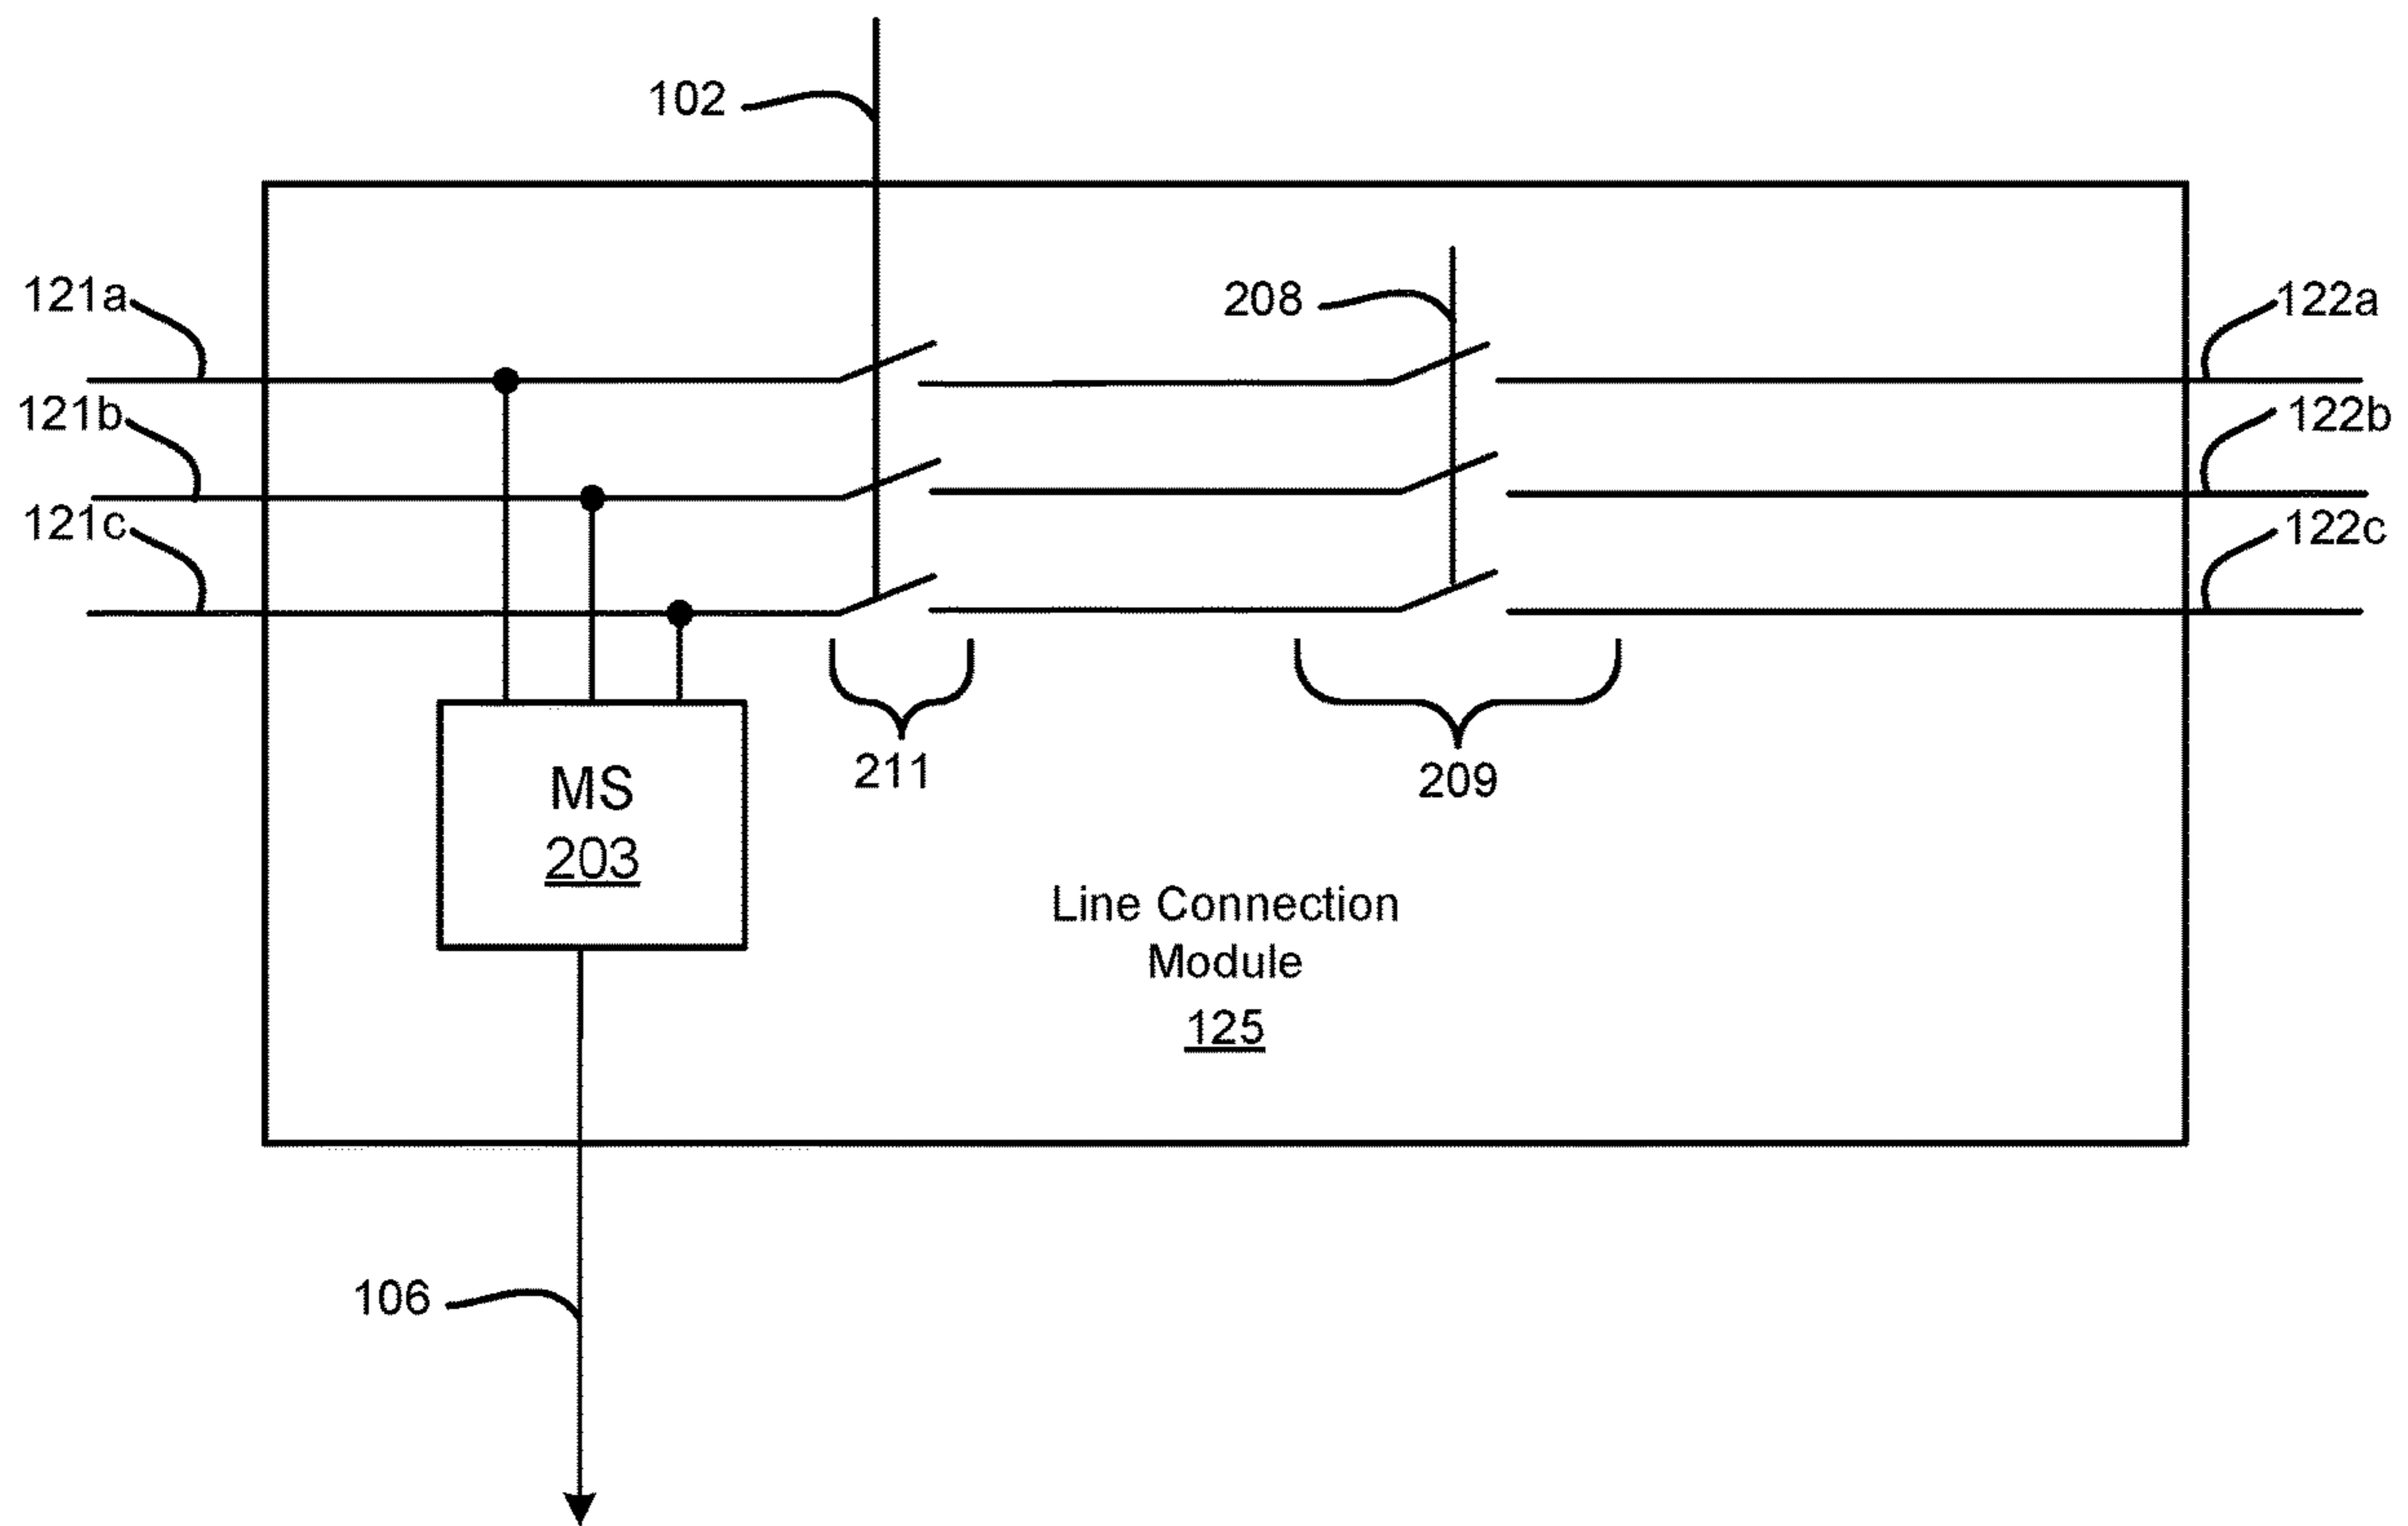 102
121a
208
122a
121b
122b
121c
122c
211
209
MS
203
Line Connection
Module
125
106